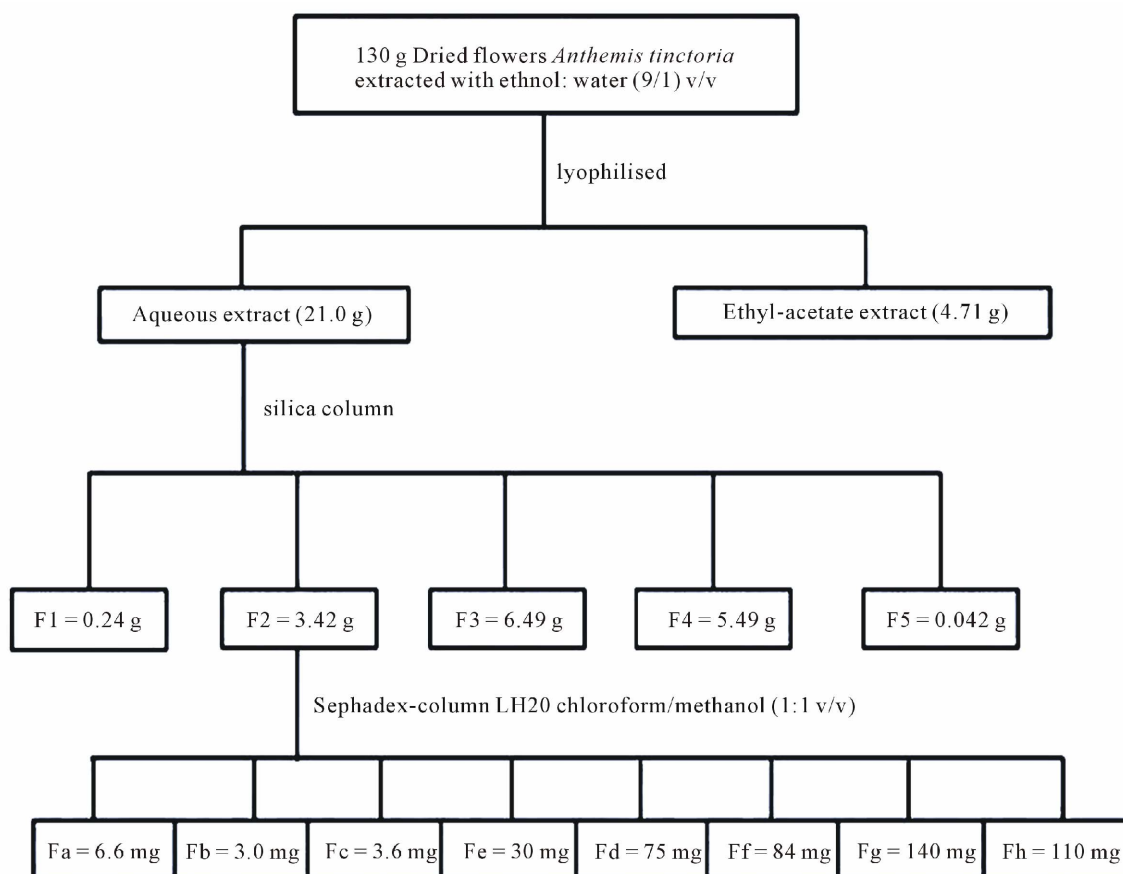 130 g Dried flowers Anthemis tinctoria
extracted with ethnol: water (9/1) v/v
lyophilised
Aqueous extract (21.0 g)
Ethyl-acetate extract (4.71 g)
silica column
F1 = 0.24 g
F2 = 3.42 g
F3 = 6.49 g
F4 = 5.49 g
F5 = 0.042 g
Sephadex-column LH20 chloroform/methanol (1:1 v/v)
Fa = 6.6 mg
Fb = 3.0 mg
Fc = 3.6 mg
Fe = 30 mg
Fd = 75 mg
Ff = 84 mg
Fg = 140 mg
Fh = 110 mg